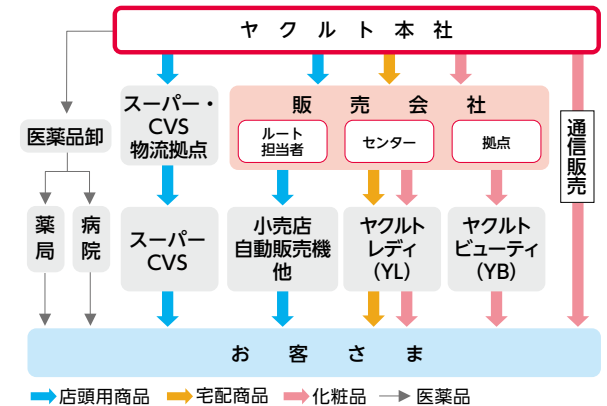 ヤクルト本社
医薬品卸
薬局
病院
スーパー・
CVS
物流拠点
スーパー
CVS
販売会社
ルート
担当者
センター
拠点
小売店
自動販売機
他
ヤクルト
レディ
(YL)
ヤクルト
ビューティ
(YB)
通信販売
お客さま
店頭用商品
宅配商品
化粧品
医薬品